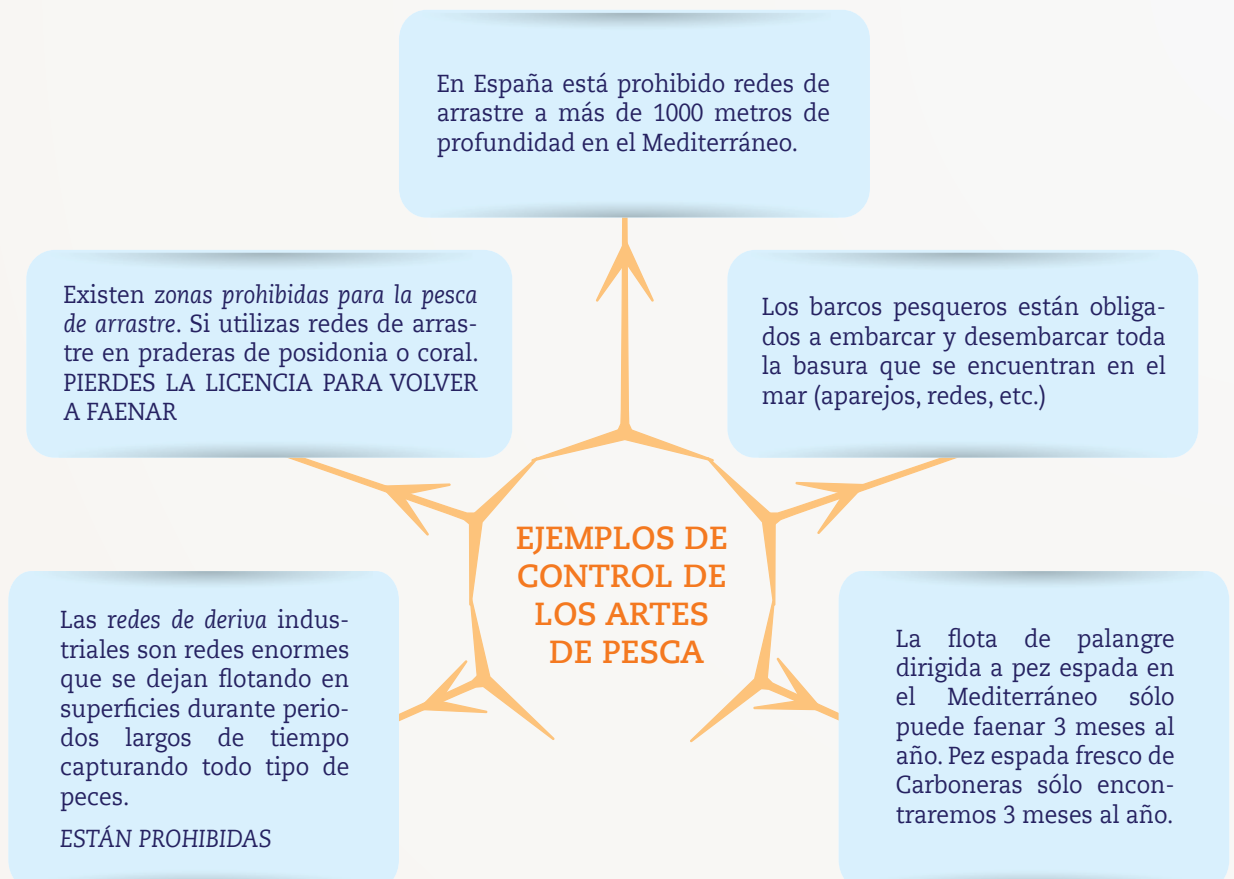 En España está prohibido redes de
arrastre a más de 1000 metros de
profundidad en el Mediterráneo.
Existen zonas prohibidas para la pesca
de arrastre. Si utilizas redes de arras-
tre en praderas de posidonia o coral.
PIERDES LA LICENCIA PARA VOLVER
A FAENAR
Los barcos pesqueros están obliga-
dos a embarcar y desembarcar toda
la basura que se encuentran en el
mar (aparejos, redes, etc.)
EJEMPLOS DE
CONTROL DE
LOS ARTES
DE PESCA
Las redes de deriva indus-
triales son redes enormes
que se dejan flotando en
superficies durante perio-
dos largos de tiempo
capturando todo tipo de
peces.
ESTÁN PROHIBIDAS
La flota de palangre
dirigida a pez espada en
el Mediterráneo sólo
puede faenar 3 meses al
año. Pez espada fresco de
Carboneras sólo encon-
traremos 3 meses al año.